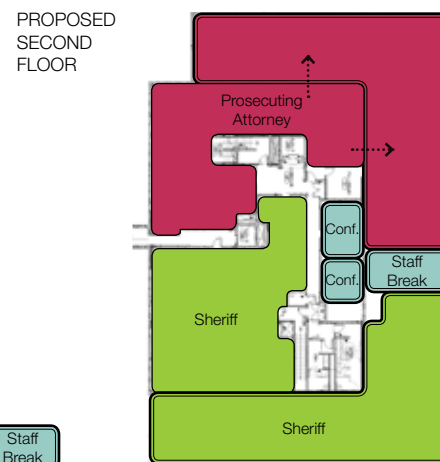 PROPOSED
SECOND
FLOOR
Prosecuting
Attorney
Conf.
Staff
Break
Conf.
Sheriff
Sheriff
Staff
Break